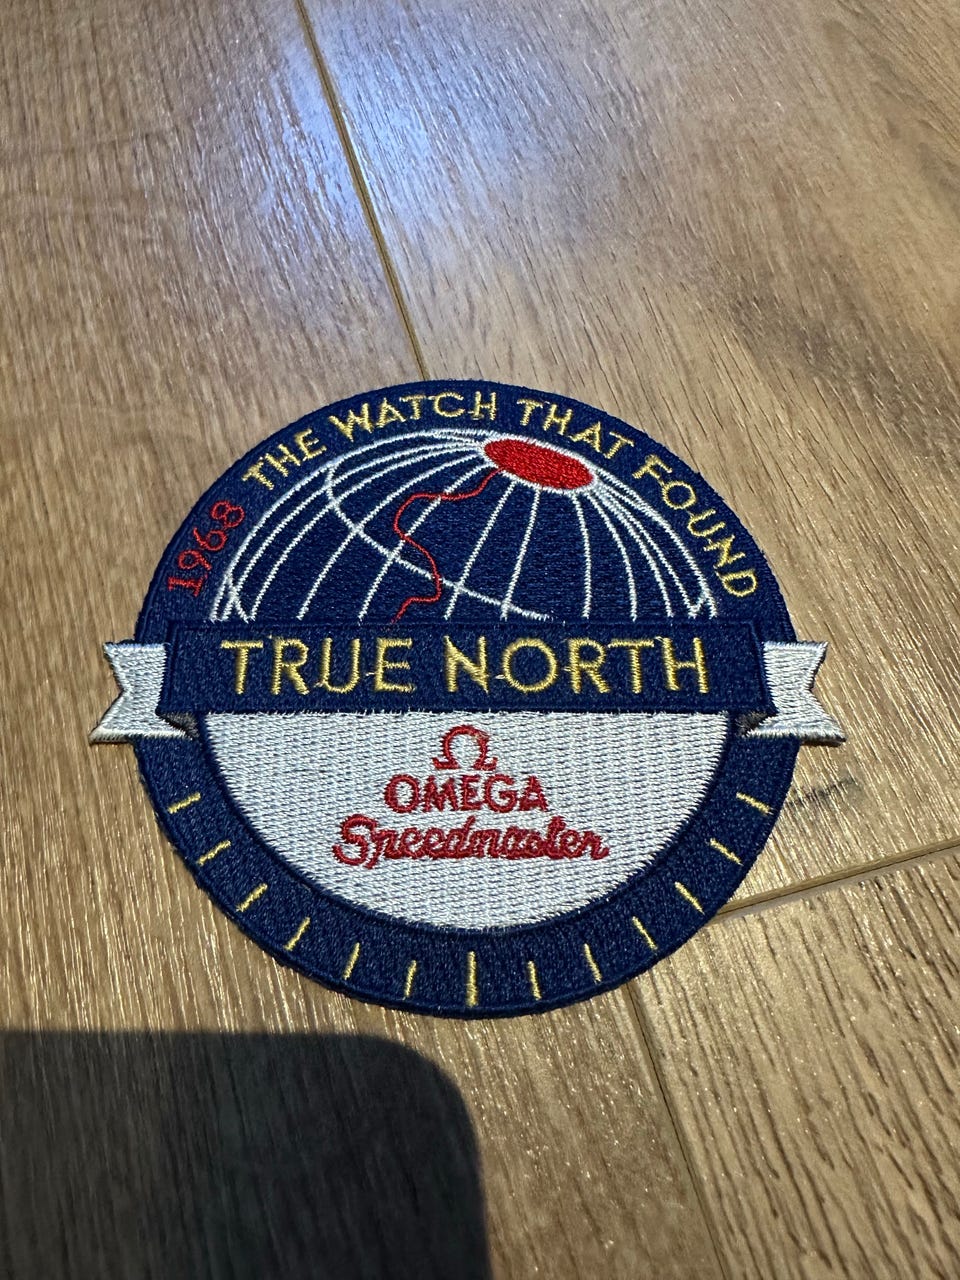 1968 THE WATCH THAT FOUND
TRUE NORTH
Ω
OMEGA
Speedmaster